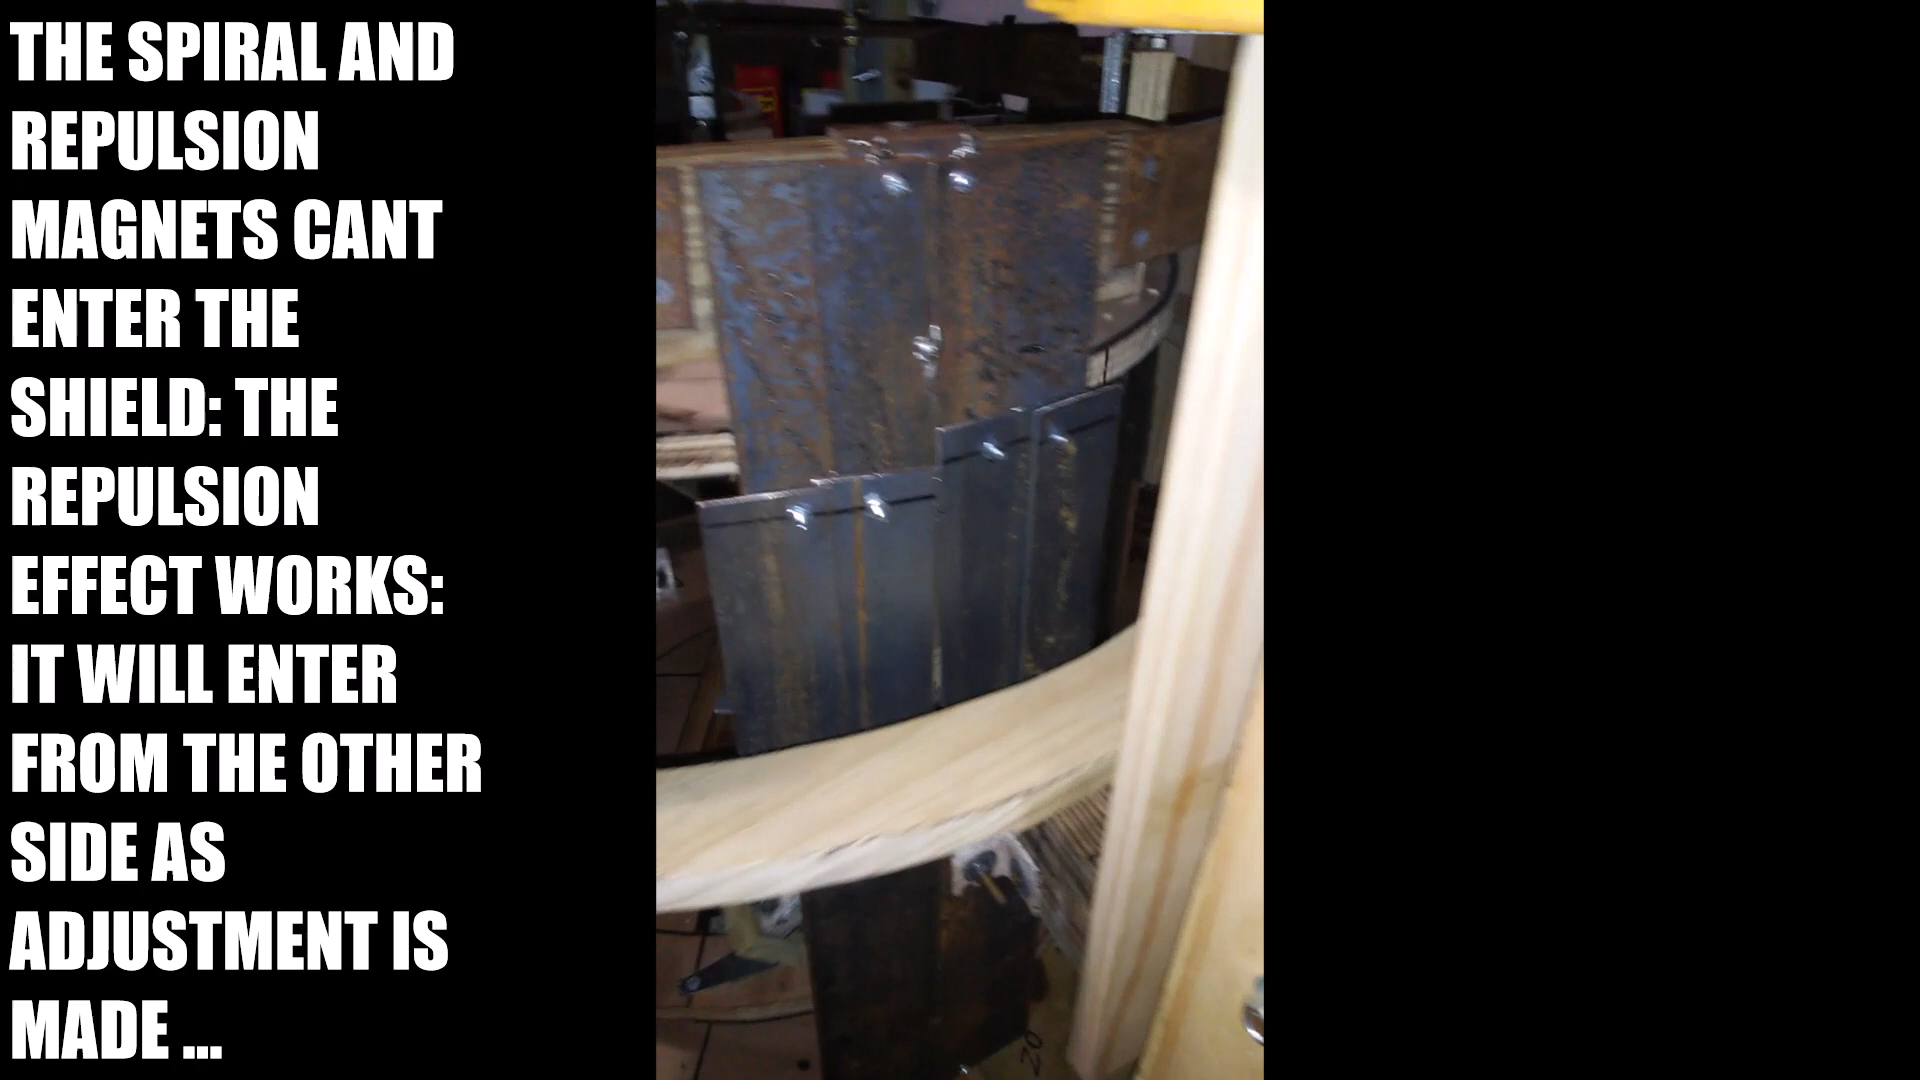 THE SPIRAL AND
REPULSION
MAGNETS CANT
ENTER THE
SHIELD: THE
REPULSION
EFFECT WORKS:
IT WILL ENTER
FROM THE OTHER
SIDE AS
ADJUSTMENT IS
MADE ...
20